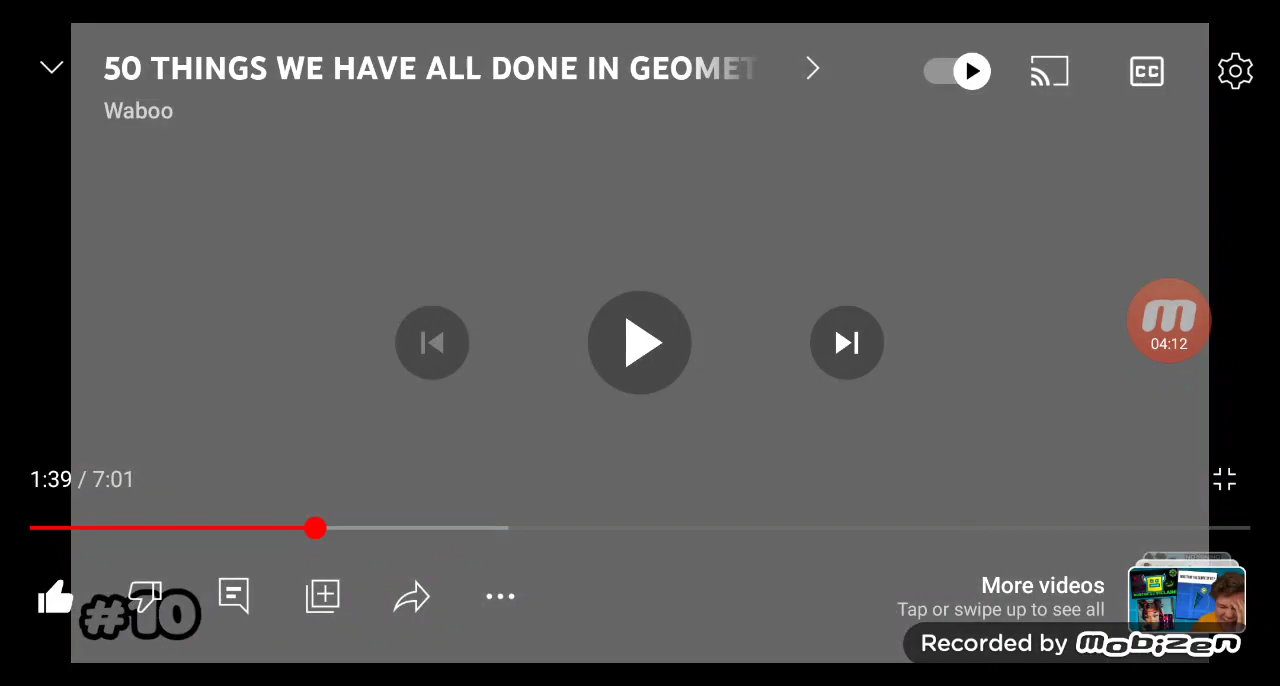 50 THINGS WE HAVE ALL DONE IN GEOMET
Waboo
CC
m
04:12
1:39 / 7:01
#10
More videos
Tap or swipe up to see all
Recorded by mobizen